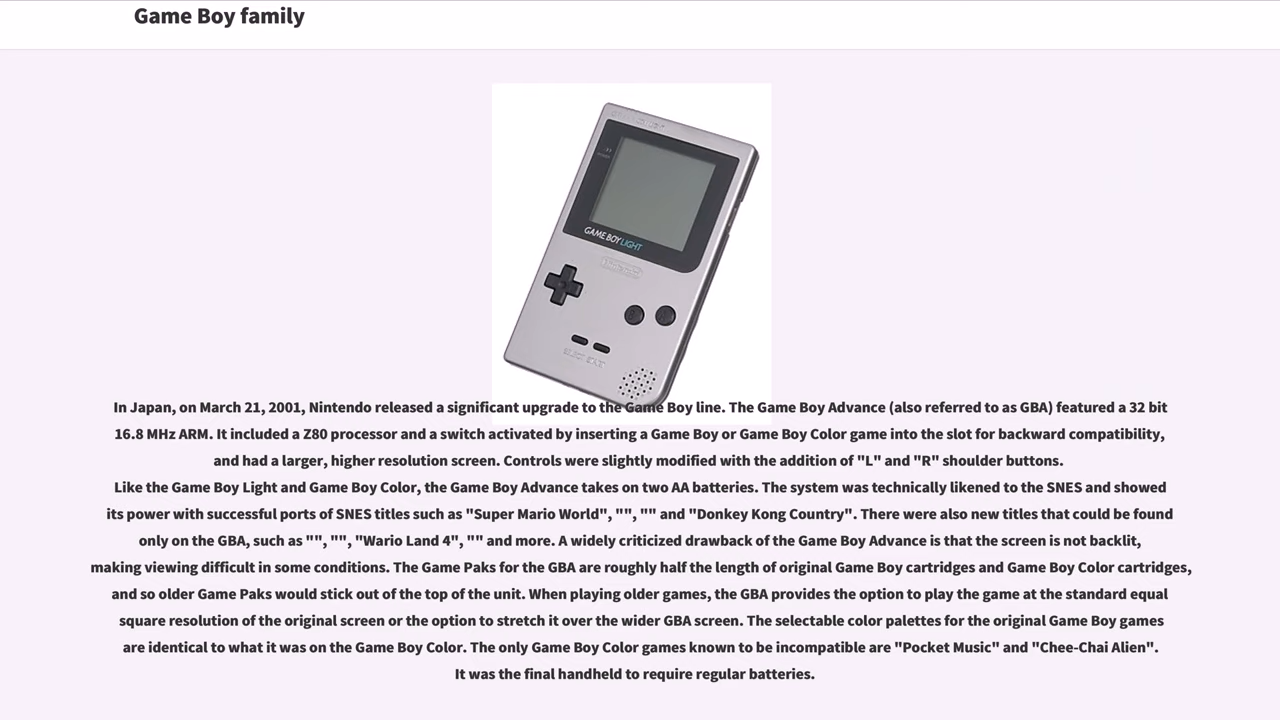 Game Boy family
GAME BOY LIGHT
In Japan, on March 21, 2001, Nintendo released a significant upgrade to the Game Boy line. The Game Boy Advance (also referred to as GBA) featured a 32 bit
16.8 MHz ARM. It included a Z80 processor and a switch activated by inserting a Game Boy or Game Boy Color game into the slot for backward compatibility,
and had a larger, higher resolution screen. Controls were slightly modified with the addition of "L" and "R" shoulder buttons.
Like the Game Boy Light and Game Boy Color, the Game Boy Advance takes on two AA batteries. The system was technically likened to the SNES and showed
its power with successful ports of SNES titles such as "Super Mario World", "", "" and "Donkey Kong Country". There were also new titles that could be found
only on the GBA, such as "", "", "Wario Land 4", "" and more. A widely criticized drawback of the Game Boy Advance is that the screen is not backlit,
making viewing difficult in some conditions. The Game Paks for the GBA are roughly half the length of original Game Boy cartridges and Game Boy Color cartridges,
and so older Game Paks would stick out of the top of the unit. When playing older games, the GBA provides the option to play the game at the standard equal
square resolution of the original screen or the option to stretch it over the wider GBA screen. The selectable color palettes for the original Game Boy games
are identical to what it was on the Game Boy Color. The only Game Boy Color games known to be incompatible are "Pocket Music" and "Chee-Chai Alien".
It was the final handheld to require regular batteries.